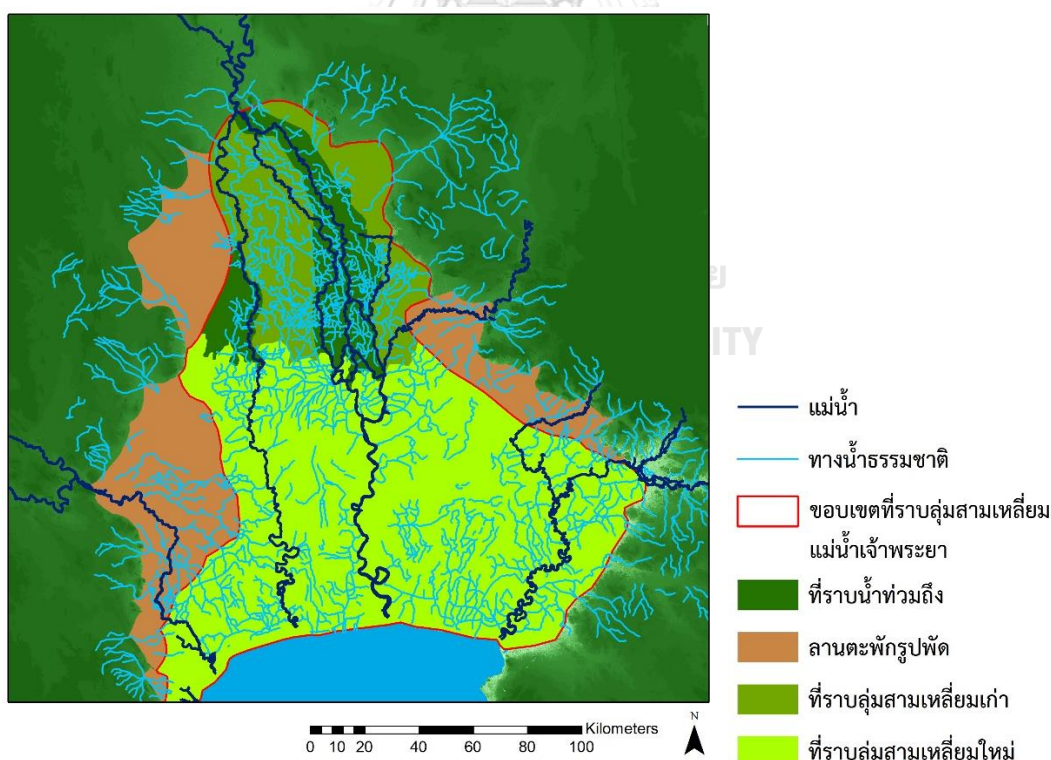 ย
ITY
แม่น้ำ
ทางน้ำธรรมชาติ
ขอบเขตที่ราบลุ่มสามเหลี่ยม
แม่น้ำเจ้าพระยา
ที่ราบน้ำท่วมถึง
ลานตะพักรูปพัด
ที่ราบลุ่มสามเหลี่ยมเก่า
ที่ราบลุ่มสามเหลี่ยมใหม่
Kilometers
0 10 20 40 60 80 100
N